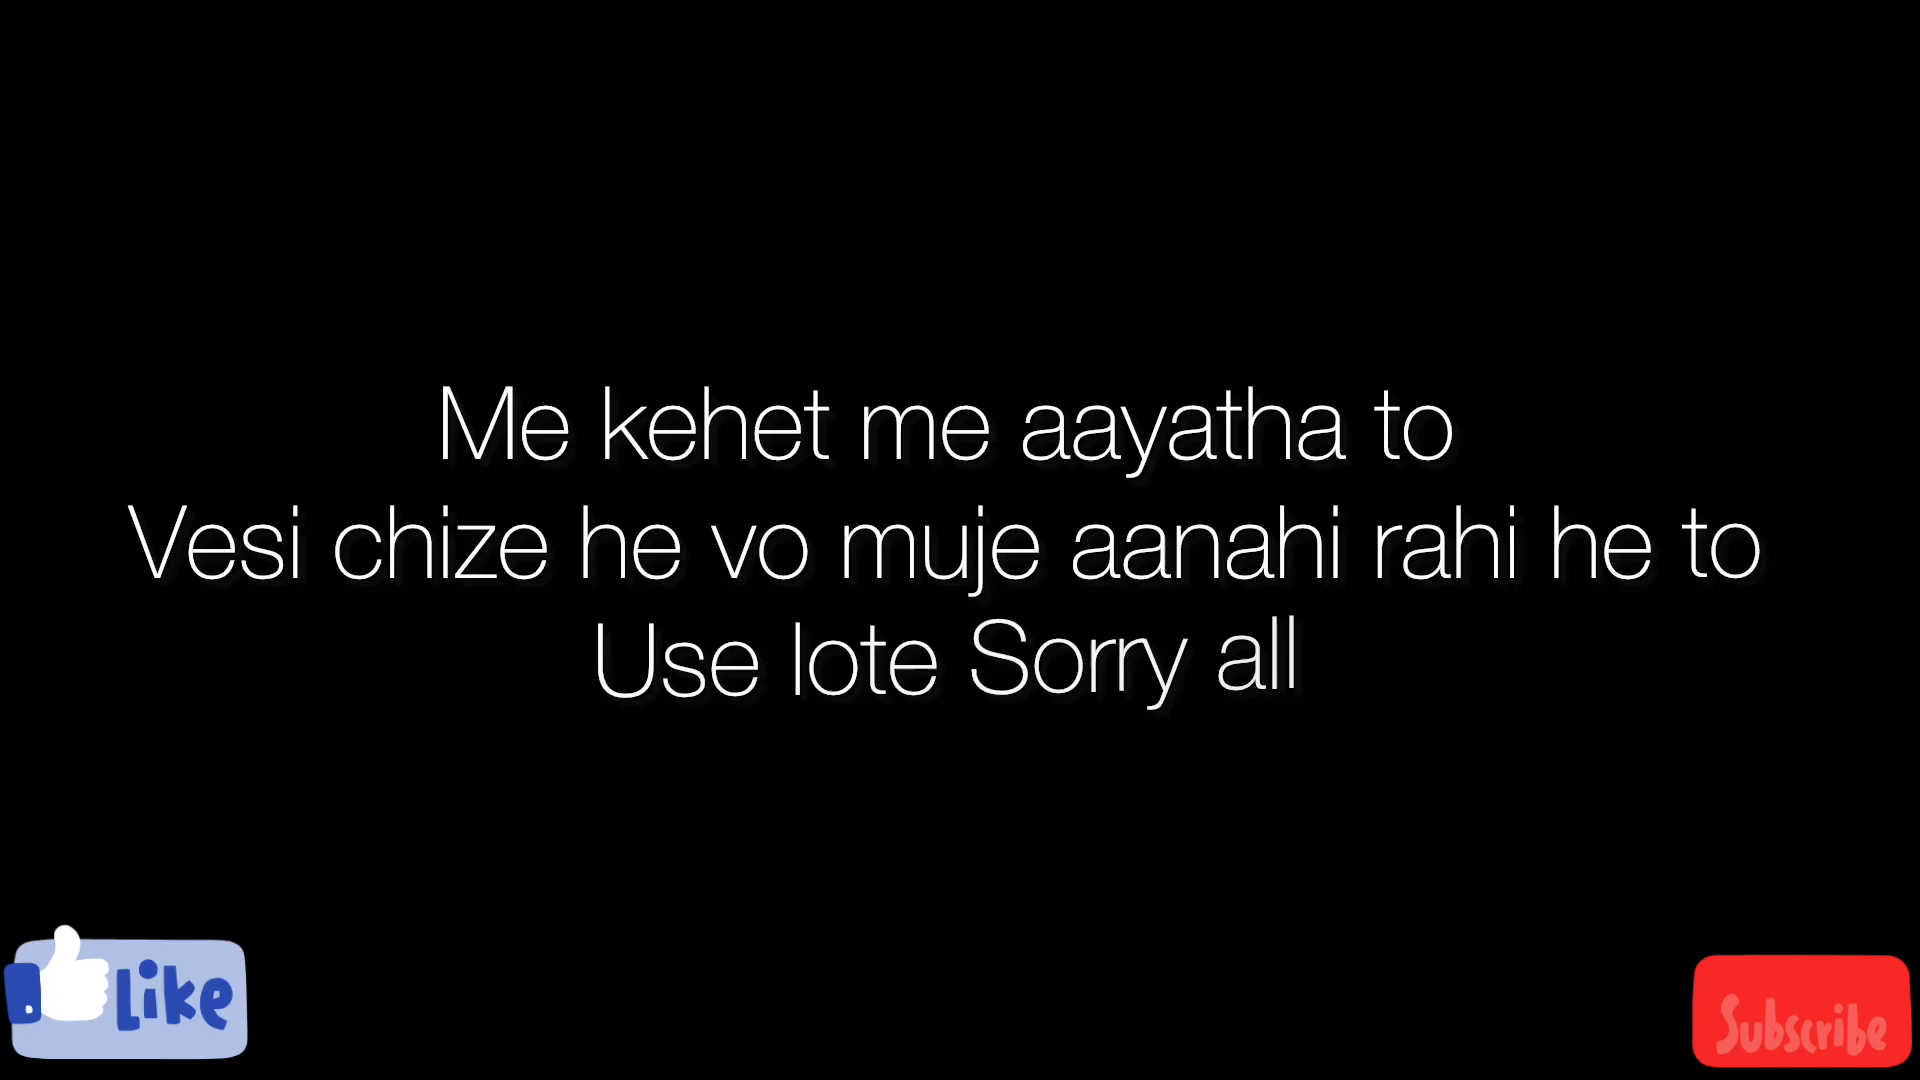 Me kehet me aayatha to
Vesi chize he vo muje aanahi rahi he to
Use lote Sorry all
Like
Subscribe